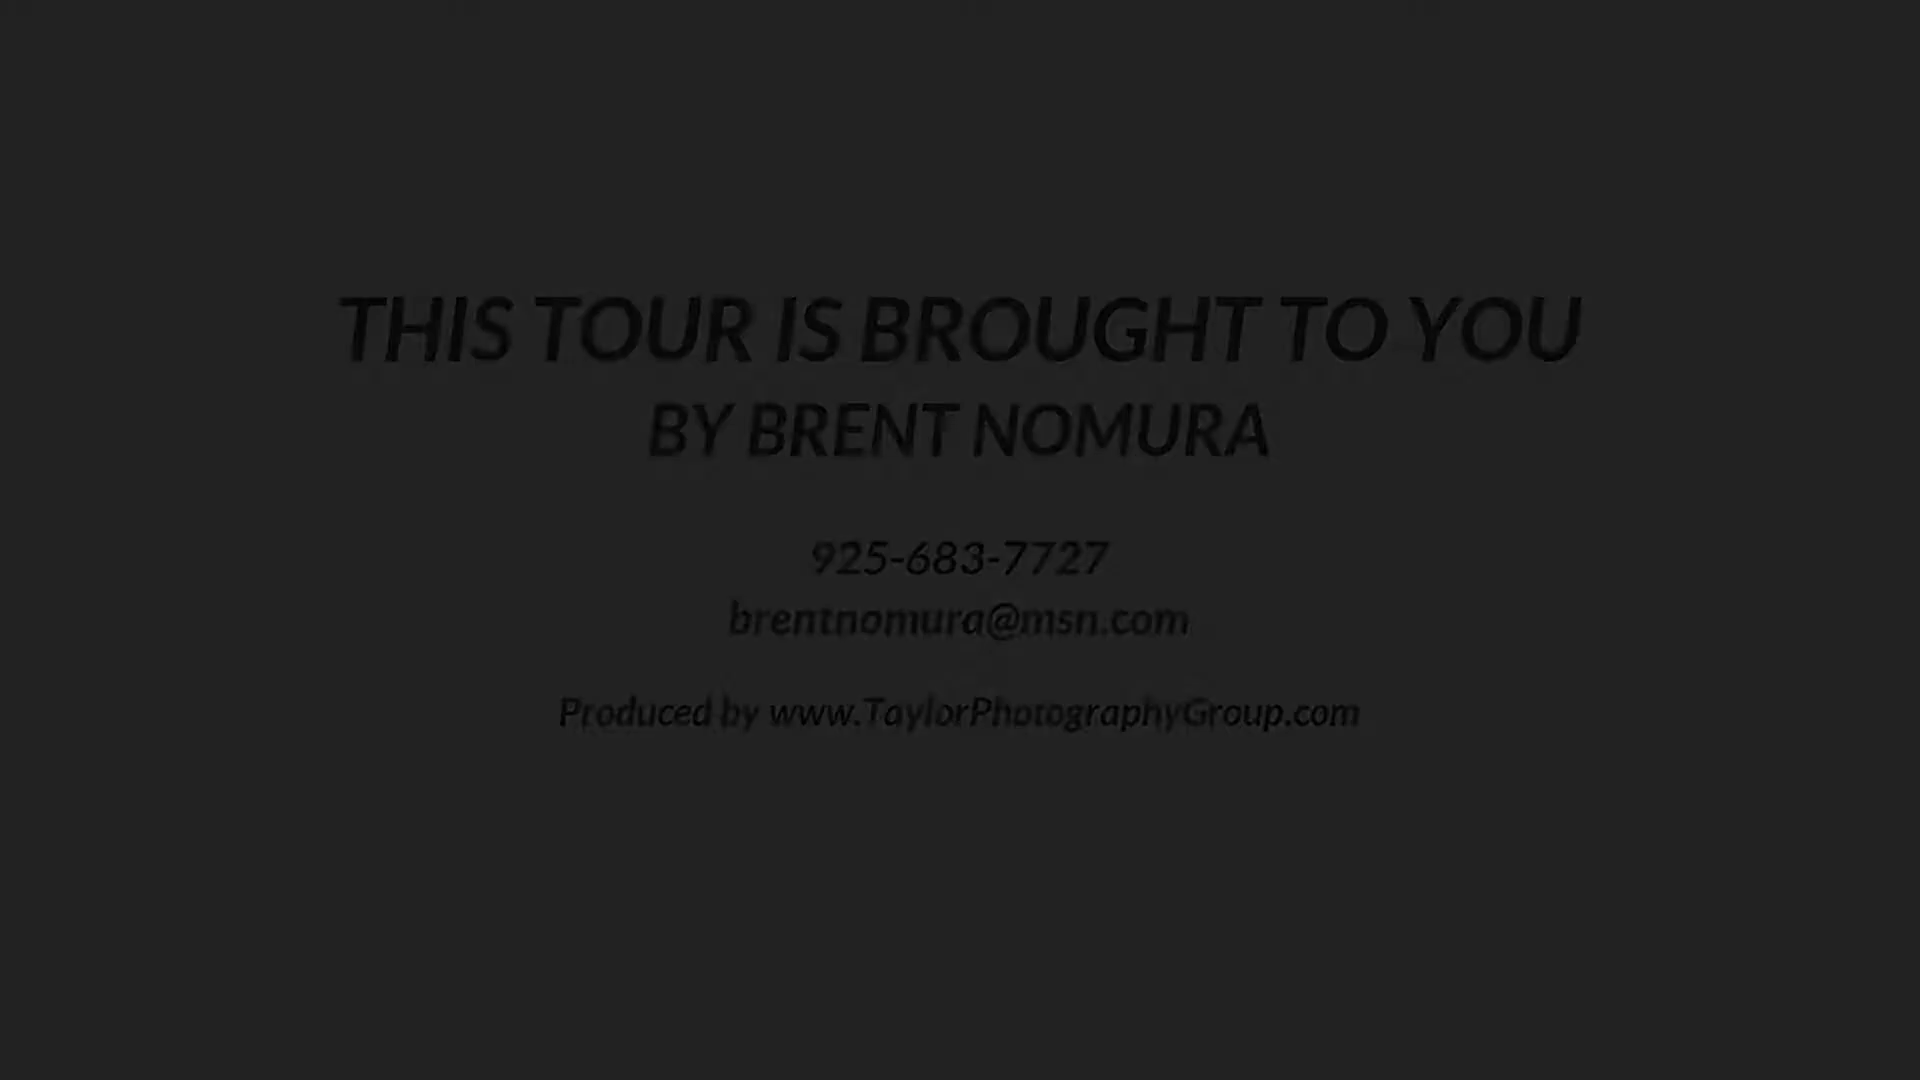 THIS TOUR IS BROUGHT TO YOU
BY BRENT NOMURA
925-683-7727
brentnomura@msn.com
Produced by www.TaylorPhotographyGroup.com